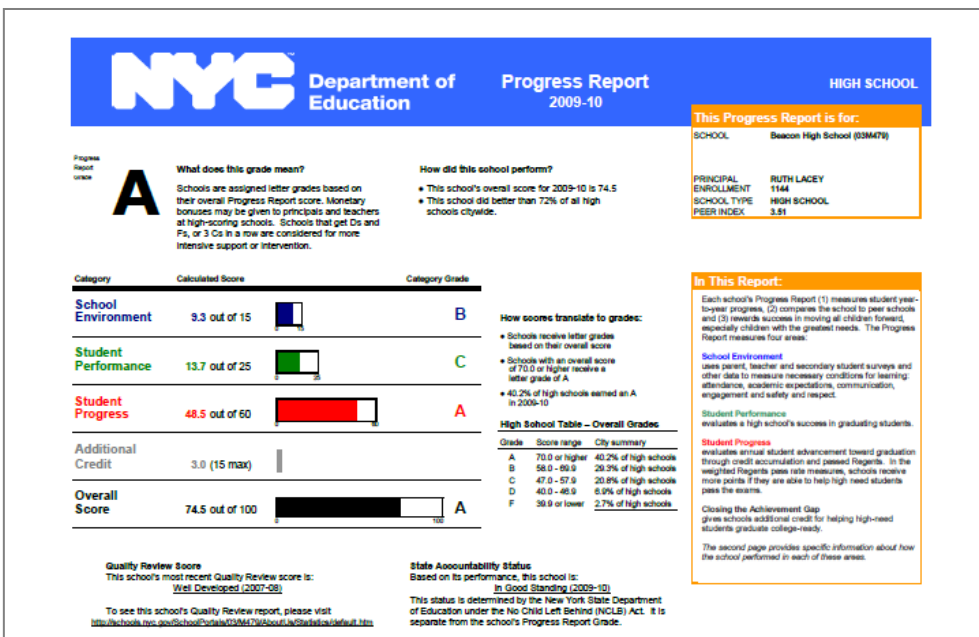 NYC Department of
Education
Progress Report
2009-10
HIGH SCHOOL
This Progress Report is for:
SCHOOL Beacon High School (03M479)
PRINCIPAL RUTH LACEY
ENROLLMENT 1144
SCHOOL TYPE HIGH SCHOOL
PEER INDEX 3.51
Progress
Report
Grade
A
What does this grade mean?
Schools are assigned letter grades based on
their overall Progress Report score. Monetary
bonuses may be given to principals and teachers
at high-scoring schools. Schools that get Ds and
Fs, or 3 Cs in a row are considered for more
intensive support or intervention.
How did this school perform?
• This school's overall score for 2009-10 is 74.5
• This school did better than 72% of all high
schools citywide.
Category Calculated Score Category Grade
School
Environment 9.3 out of 15 0 15 B
Student
Performance 13.7 out of 25 0 25 C
Student
Progress 48.5 out of 60 0 60 A
Additional
Credit 3.0 (15 max)
Overall
Score 74.5 out of 100 0 100 A
How scores translate to grades:
• Schools receive letter grades
based on their overall score
• Schools with an overall score
of 70.0 or higher receive a
letter grade of A
• 40.2% of high schools earned an A
in 2009-10
High School Table – Overall Grades
Grade Score range City summary
A 70.0 or higher 40.2% of high schools
B 58.0 - 69.9 29.3% of high schools
C 47.0 - 57.9 20.8% of high schools
D 40.0 - 46.9 6.9% of high schools
F 39.9 or lower 2.7% of high schools
In This Report:
Each school's Progress Report (1) measures student year-
to-year progress, (2) compares the school to peer schools
and (3) rewards success in moving all children forward,
especially children with the greatest needs. The Progress
Report measures four areas:
School Environment
uses parent, teacher and secondary student surveys and
other data to measure necessary conditions for learning:
attendance, academic expectations, communication,
engagement and safety and respect.
Student Performance
evaluates a high school's success in graduating students.
Student Progress
evaluates annual student advancement toward graduation
through credit accumulation and passed Regents. In the
weighted Regents pass rate measures, schools receive
more points if they are able to help high need students
pass the exams.
Closing the Achievement Gap
gives schools additional credit for helping high-need
students graduate college-ready.
The second page provides specific information about how
the school performed in each of these areas.
Quality Review Score
This school's most recent Quality Review score is:
Well Developed (2007-08)
To see this school's Quality Review report, please visit
http://schools.nyc.gov/SchoolPortals/03/M479/AboutUs/Statistics/default.htm
State Accountability Status
Based on its performance, this school is:
In Good Standing (2009-10)
This status is determined by the New York State Department
of Education under the No Child Left Behind (NCLB) Act. It is
separate from the school's Progress Report Grade.